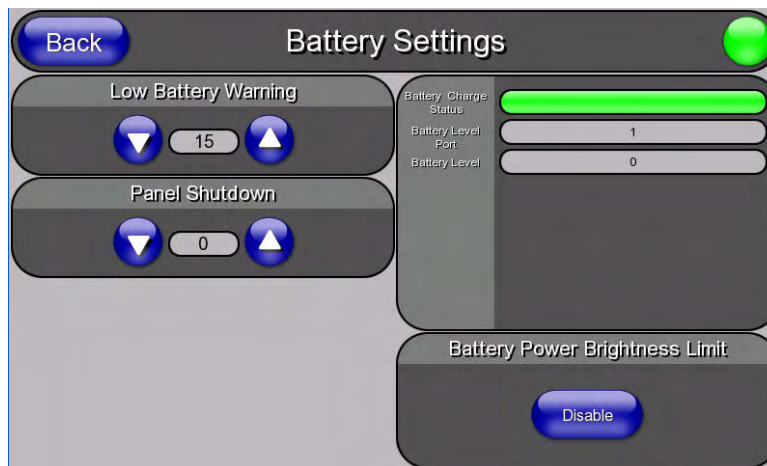 Back
Battery Settings
Low Battery Warning
15
Panel Shutdown
0
Battery Charge
Status
Battery Level
Port
1
Battery Level
0
Battery Power Brightness Limit
Disable